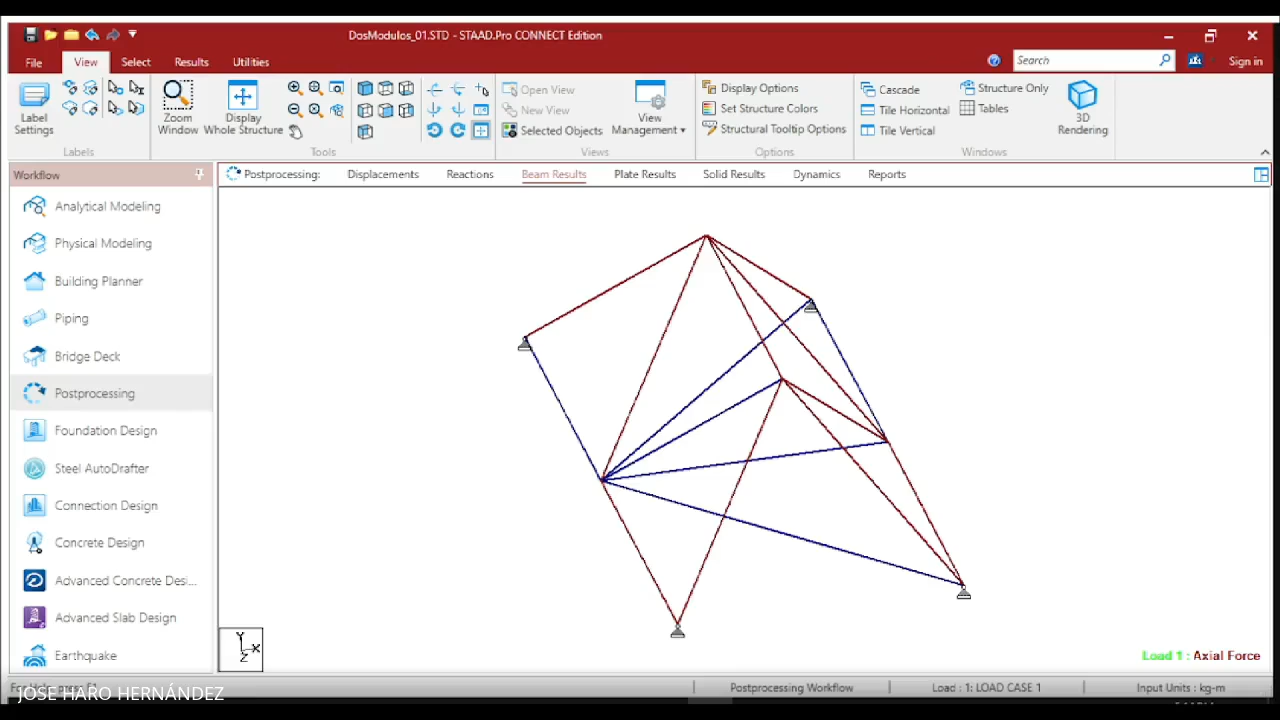 DosModulos_01.STD - STAAD.Pro CONNECT Edition
File View Select Results Utilities
Search
Sign in
Label Settings
Zoom Window
Display Whole Structure
Open View
New View
Selected Objects
View Management
Display Options
Set Structure Colors
Structural Tooltip Options
Cascade
Tile Horizontal
Tile Vertical
Structure Only
Tables
3D Rendering
Labels Tools Views Options Windows
Workflow
Postprocessing: Displacements Reactions Beam Results Plate Results Solid Results Dynamics Reports
Analytical Modeling
Physical Modeling
Building Planner
Piping
Bridge Deck
Postprocessing
Foundation Design
Steel AutoDrafter
Connection Design
Concrete Design
Advanced Concrete Desi...
Advanced Slab Design
Earthquake
Y
X
Z
Load 1 : Axial Force
JOSE HARO HERNÁNDEZ
Postprocessing Workflow
Load : 1: LOAD CASE 1
Input Units : kg-m